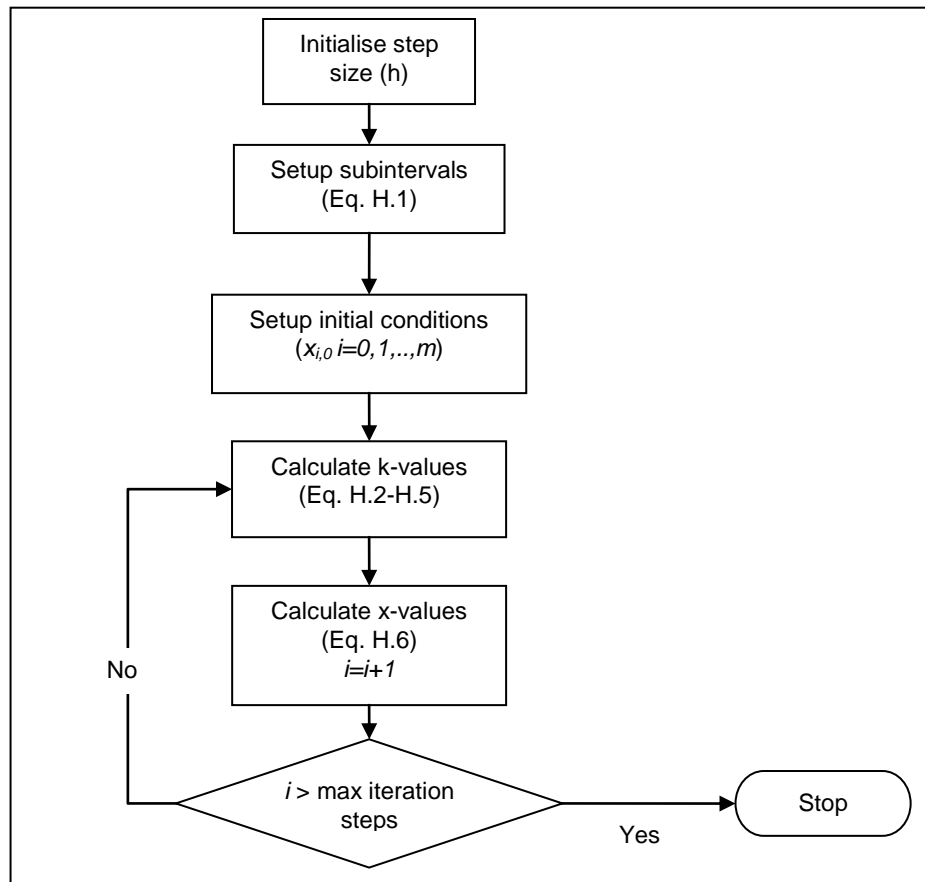 Initialise step
size (h)
Setup subintervals
(Eq. H.1)
Setup initial conditions
(x_{i,0} i=0,1,..,m)
Calculate k-values
(Eq. H.2-H.5)
Calculate x-values
(Eq. H.6)
i=i+1
No
i > max iteration
steps
Yes
Stop